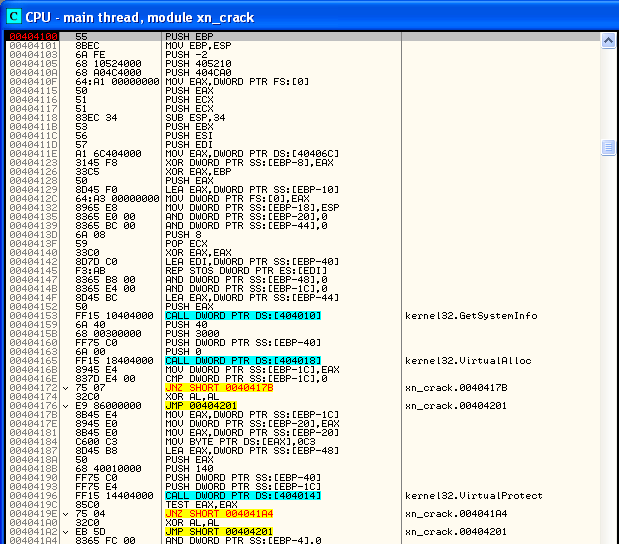 C CPU - main thread, module xn_crack
00404100 55 PUSH EBP
00404101 8BEC MOV EBP,ESP
00404103 6A FE PUSH -2
00404105 68 10524000 PUSH 405210
0040410A 68 A04C4000 PUSH 404CA0
0040410F 64:A1 00000000 MOV EAX,DWORD PTR FS:[0]
00404115 50 PUSH EAX
00404116 51 PUSH ECX
00404117 51 PUSH ECX
00404118 83EC 34 SUB ESP,34
0040411B 53 PUSH EBX
0040411C 56 PUSH ESI
0040411D 57 PUSH EDI
0040411E A1 6C404000 MOV EAX,DWORD PTR DS:[40406C]
00404123 3145 F8 XOR DWORD PTR SS:[EBP-8],EAX
00404126 33C5 XOR EAX,EBP
00404128 50 PUSH EAX
00404129 8D45 F0 LEA EAX,DWORD PTR SS:[EBP-10]
0040412C 64:A3 00000000 MOV DWORD PTR FS:[0],EAX
00404132 8965 E8 MOV DWORD PTR SS:[EBP-18],ESP
00404135 8365 E0 00 AND DWORD PTR SS:[EBP-20],0
00404139 8365 BC 00 AND DWORD PTR SS:[EBP-44],0
0040413D 6A 08 PUSH 8
0040413F 59 POP ECX
00404140 33C0 XOR EAX,EAX
00404142 8D7D C0 LEA EDI,DWORD PTR SS:[EBP-40]
00404145 F3:AB REP STOS DWORD PTR ES:[EDI]
00404147 8365 B8 00 AND DWORD PTR SS:[EBP-48],0
0040414B 8365 E4 00 AND DWORD PTR SS:[EBP-1C],0
0040414F 8D45 BC LEA EAX,DWORD PTR SS:[EBP-44]
00404152 50 PUSH EAX
00404153 FF15 10404000 CALL DWORD PTR DS:[404010] kernel32.GetSystemInfo
00404159 6A 40 PUSH 40
0040415B 68 00300000 PUSH 3000
00404160 FF75 C0 PUSH DWORD PTR SS:[EBP-40]
00404163 6A 00 PUSH 0
00404165 FF15 18404000 CALL DWORD PTR DS:[404018] kernel32.VirtualAlloc
0040416B 8945 E4 MOV DWORD PTR SS:[EBP-1C],EAX
0040416E 837D E4 00 CMP DWORD PTR SS:[EBP-1C],0
00404172 75 07 JNZ SHORT 0040417B xn_crack.0040417B
00404174 32C0 XOR AL,AL
00404176 E9 86000000 JMP 00404201 xn_crack.00404201
0040417B 8B45 E4 MOV EAX,DWORD PTR SS:[EBP-1C]
0040417E 8945 E0 MOV DWORD PTR SS:[EBP-20],EAX
00404181 8B45 E0 MOV EAX,DWORD PTR SS:[EBP-20]
00404184 C600 C3 MOV BYTE PTR DS:[EAX],0C3
00404187 8D45 B8 LEA EAX,DWORD PTR SS:[EBP-48]
0040418A 50 PUSH EAX
0040418B 68 40010000 PUSH 140
00404190 FF75 C0 PUSH DWORD PTR SS:[EBP-40]
00404193 FF75 E4 PUSH DWORD PTR SS:[EBP-1C]
00404196 FF15 14404000 CALL DWORD PTR DS:[404014] kernel32.VirtualProtect
0040419C 85C0 TEST EAX,EAX
0040419E 75 04 JNZ SHORT 004041A4 xn_crack.004041A4
004041A0 32C0 XOR AL,AL
004041A2 EB 5D JMP SHORT 00404201 xn_crack.00404201
004041A4 8365 FC 00 AND DWORD PTR SS:[EBP-4],0